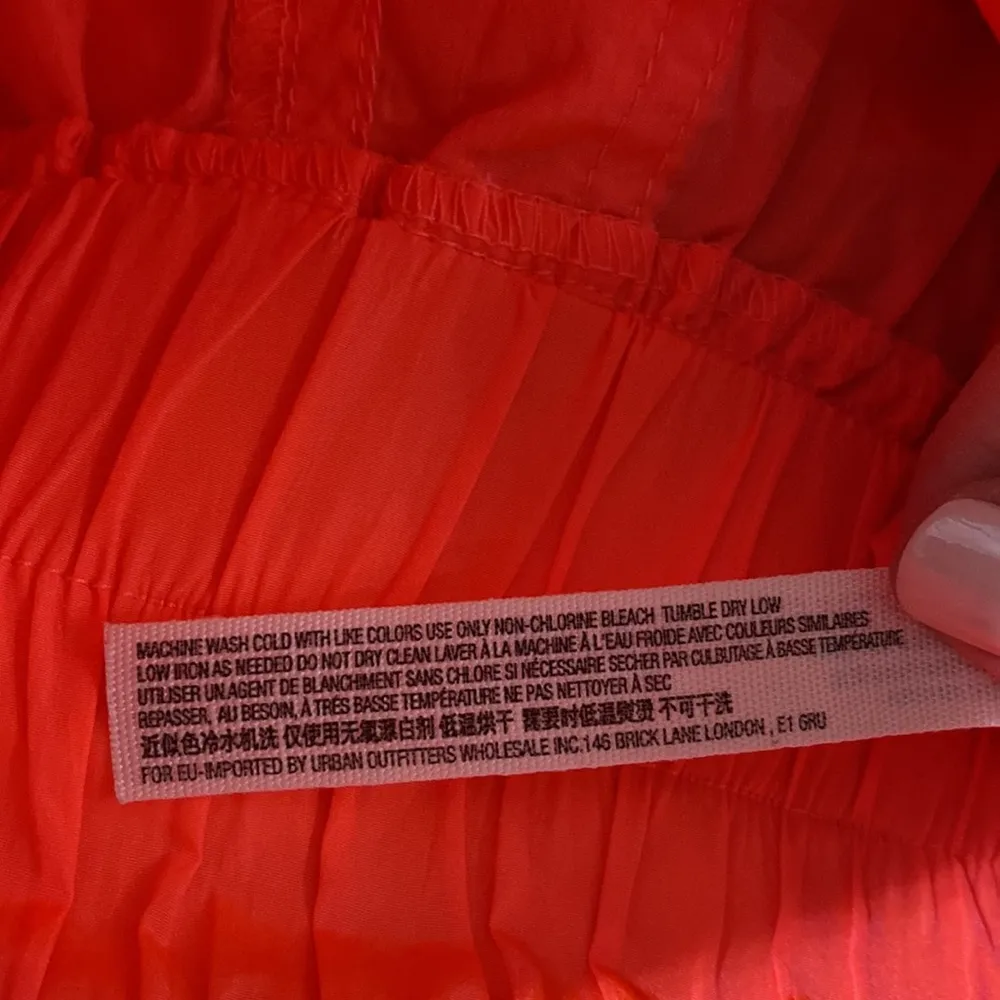 MACHINE WASH COLD WITH LIKE COLORS USE ONLY NON-CHLORINE BLEACH TUMBLE DRY LOW
LOW IRON AS NEEDED DO NOT DRY CLEAN LAVER À LA MACHINE À L'EAU FROIDE AVEC COULEURS SIMILAIRES
UTILISER UN AGENT DE BLANCHIMENT SANS CHLORE SI NÉCESSAIRE SECHER PAR CULBUTAGE À BASSE TEMPÉRATURE
REPASSER, AU BESOIN, À TRÈS BASSE TEMPÉRATURE NE PAS NETTOYER À SEC
近似色冷水机洗 仅使用无氯漂白剂 低温烘干 需要时低温熨烫 不可干洗
FOR EU-IMPORTED BY URBAN OUTFITTERS WHOLESALE INC.146 BRICK LANE LONDON, E1 6RU